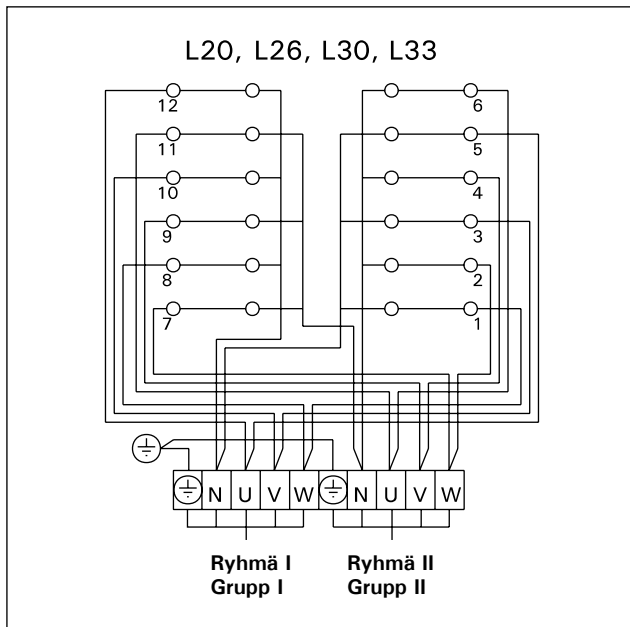 L20, L26, L30, L33
12 6
11 5
10 4
9 3
8 2
7 1
N U V W N U V W
Ryhmä I Ryhmä II
Grupp I Grupp II